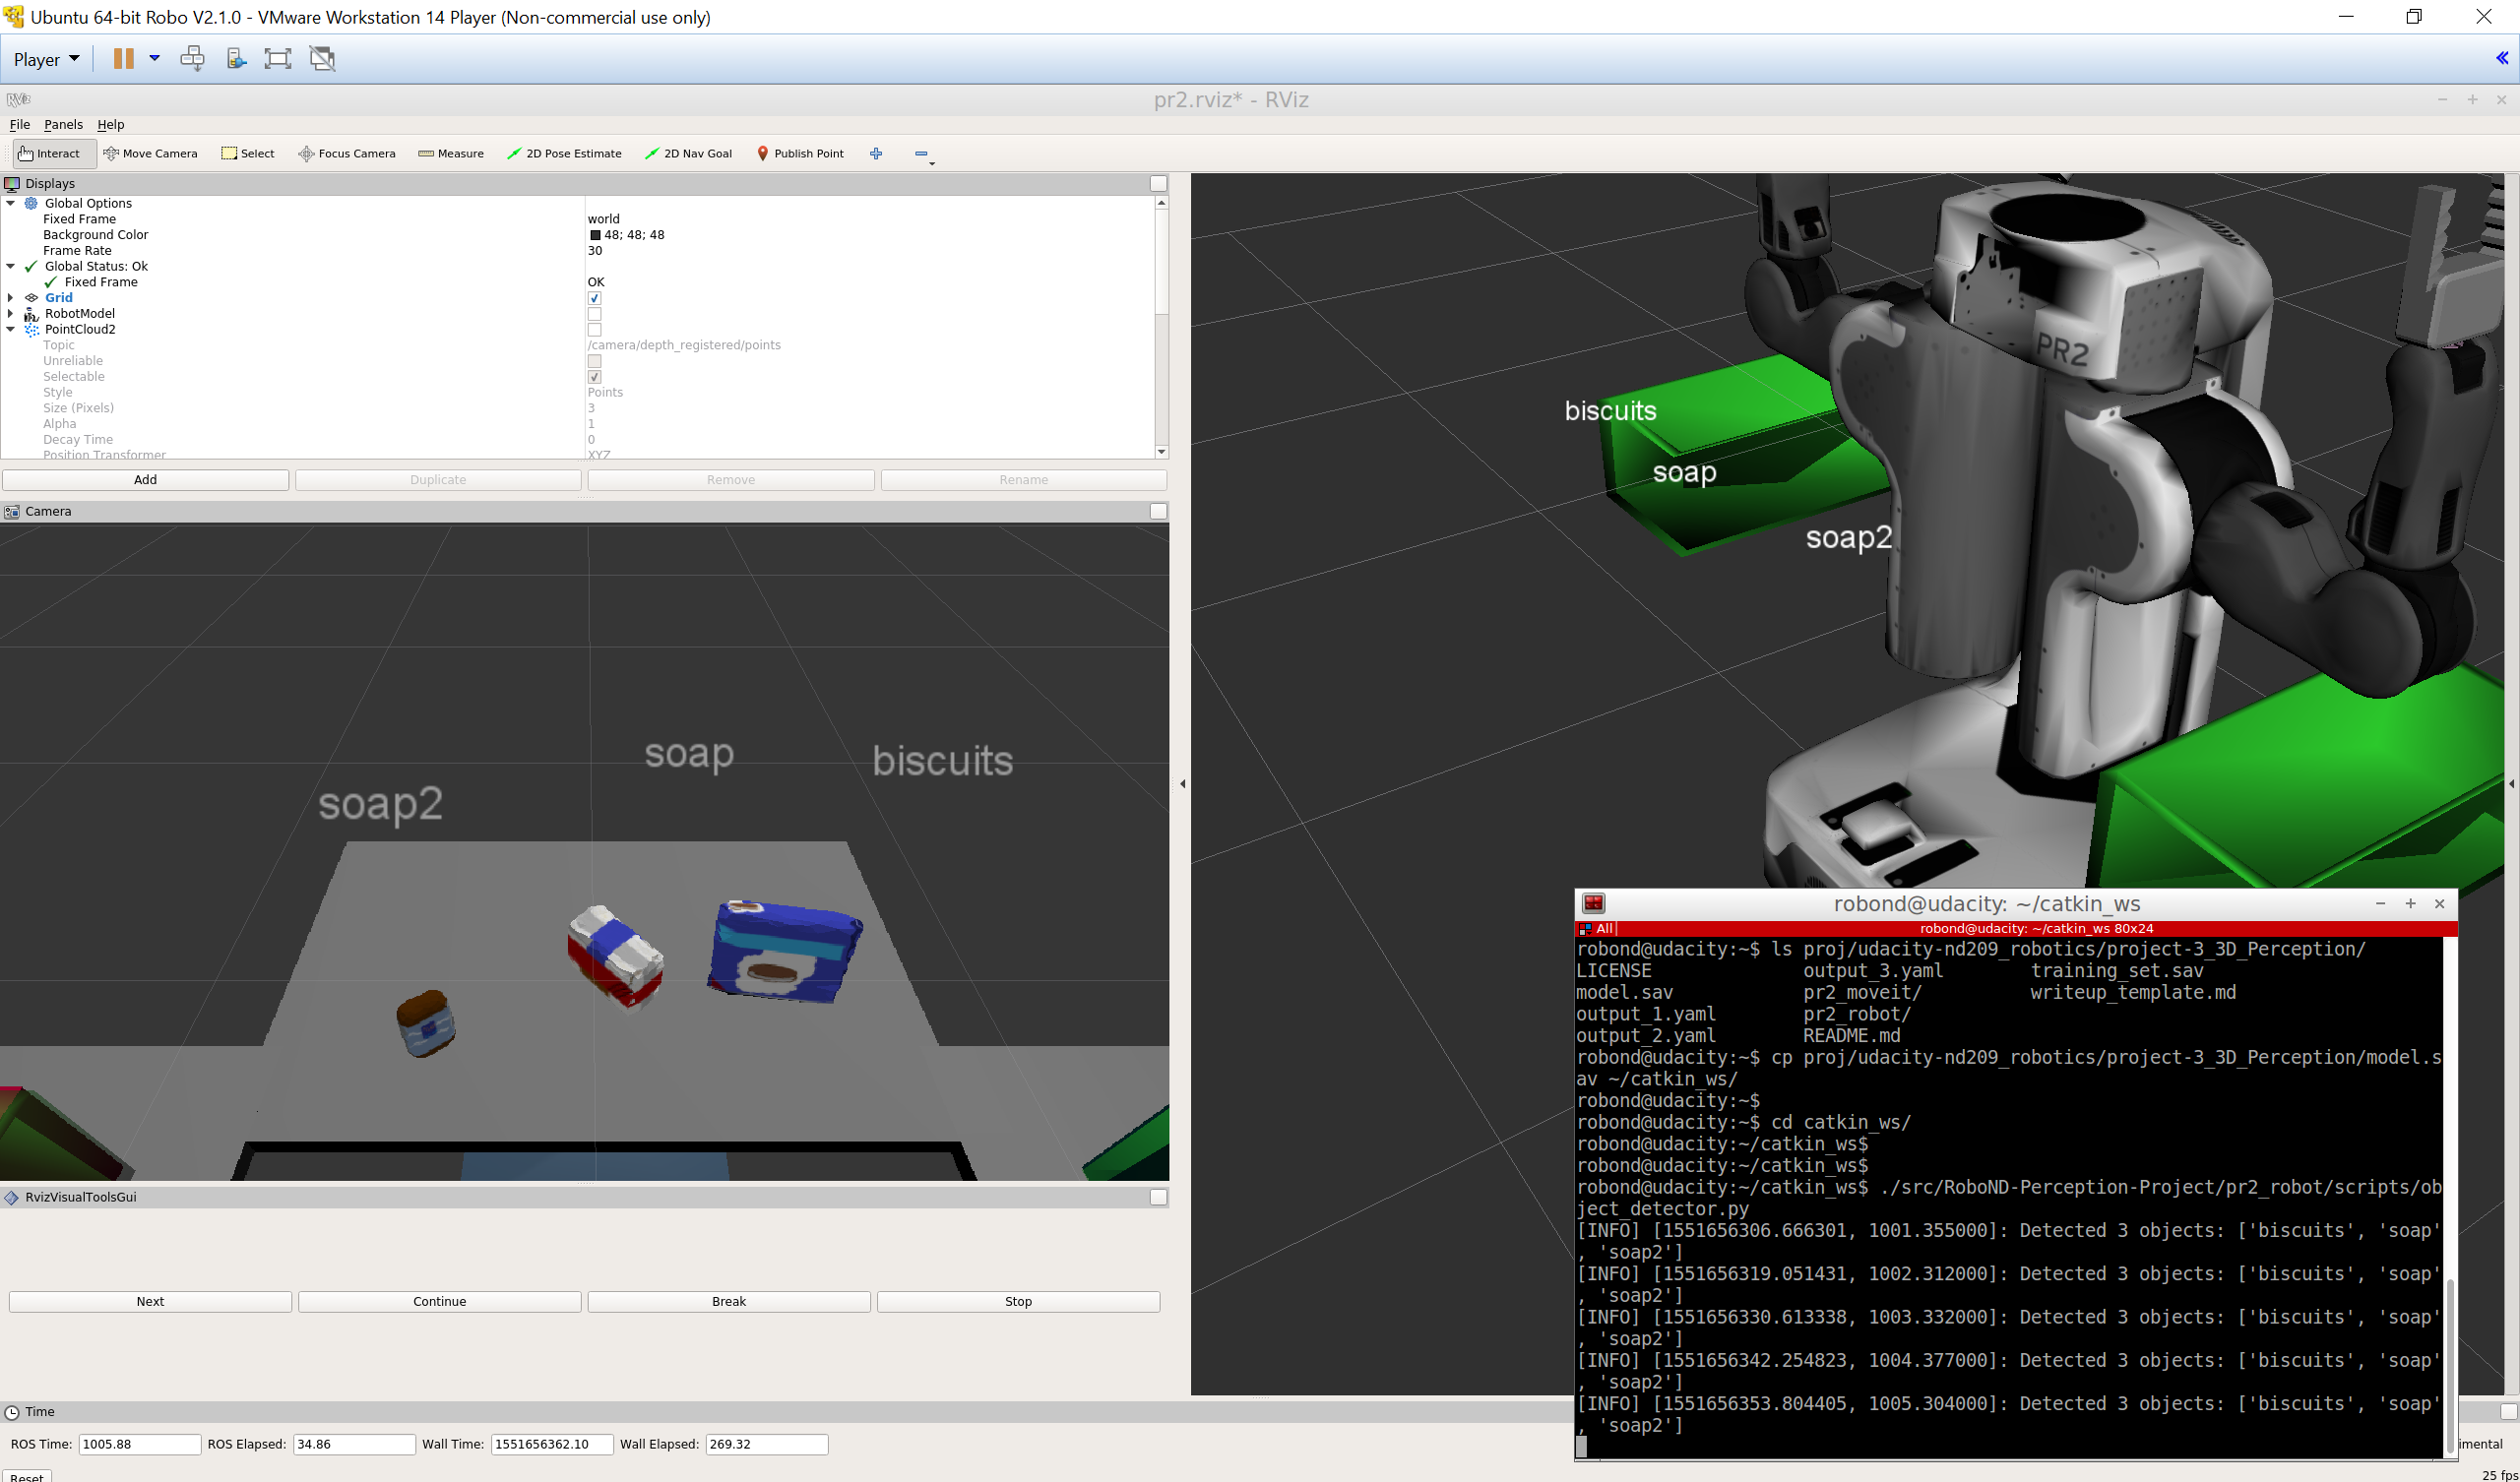 Ubuntu 64-bit Robo V2.1.0 - VMware Workstation 14 Player (Non-commercial use only)
Player
RViz
pr2.rviz* - RViz
File Panels Help
Interact Move Camera Select Focus Camera Measure 2D Pose Estimate 2D Nav Goal Publish Point
Displays
Global Options
Fixed Frame world
Background Color 48; 48; 48
Frame Rate 30
Global Status: Ok
Fixed Frame OK
Grid
RobotModel
PointCloud2
Topic /camera/depth_registered/points
Unreliable
Selectable
Style Points
Size (Pixels) 3
Alpha 1
Decay Time 0
Position Transformer XYZ
Add Duplicate Remove Rename
Camera
soap biscuits
soap2
RvizVisualToolsGui
Next Continue Break Stop
PR2
biscuits
soap
soap2
robond@udacity: ~/catkin_ws
All robond@udacity: ~/catkin_ws 80x24
robond@udacity:~$ ls proj/udacity-nd209_robotics/project-3_3D_Perception/
LICENSE output_3.yaml training_set.sav
model.sav pr2_moveit/ writeup_template.md
output_1.yaml pr2_robot/
output_2.yaml README.md
robond@udacity:~$ cp proj/udacity-nd209_robotics/project-3_3D_Perception/model.s
av ~/catkin_ws/
robond@udacity:~$
robond@udacity:~$ cd catkin_ws/
robond@udacity:~/catkin_ws$
robond@udacity:~/catkin_ws$
robond@udacity:~/catkin_ws$ ./src/RoboND-Perception-Project/pr2_robot/scripts/ob
ject_detector.py
[INFO] [1551656306.666301, 1001.355000]: Detected 3 objects: ['biscuits', 'soap'
, 'soap2']
[INFO] [1551656319.051431, 1002.312000]: Detected 3 objects: ['biscuits', 'soap'
, 'soap2']
[INFO] [1551656330.613338, 1003.332000]: Detected 3 objects: ['biscuits', 'soap'
, 'soap2']
[INFO] [1551656342.254823, 1004.377000]: Detected 3 objects: ['biscuits', 'soap'
, 'soap2']
[INFO] [1551656353.804405, 1005.304000]: Detected 3 objects: ['biscuits', 'soap'
, 'soap2']
Time
ROS Time: 1005.88 ROS Elapsed: 34.86 Wall Time: 1551656362.10 Wall Elapsed: 269.32 imental
Reset 25 fps